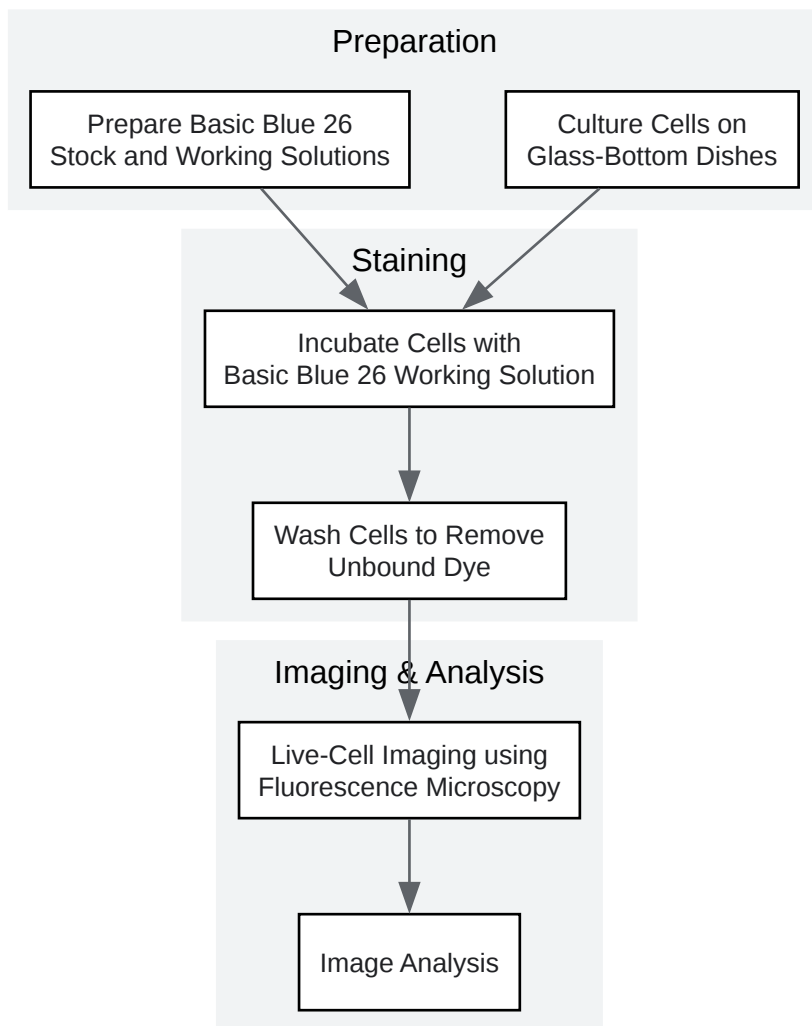 Preparation
Prepare Basic Blue 26
Stock and Working Solutions
Culture Cells on
Glass-Bottom Dishes
Staining
Incubate Cells with
Basic Blue 26 Working Solution
Wash Cells to Remove
Unbound Dye
Imaging & Analysis
Live-Cell Imaging using
Fluorescence Microscopy
Image Analysis